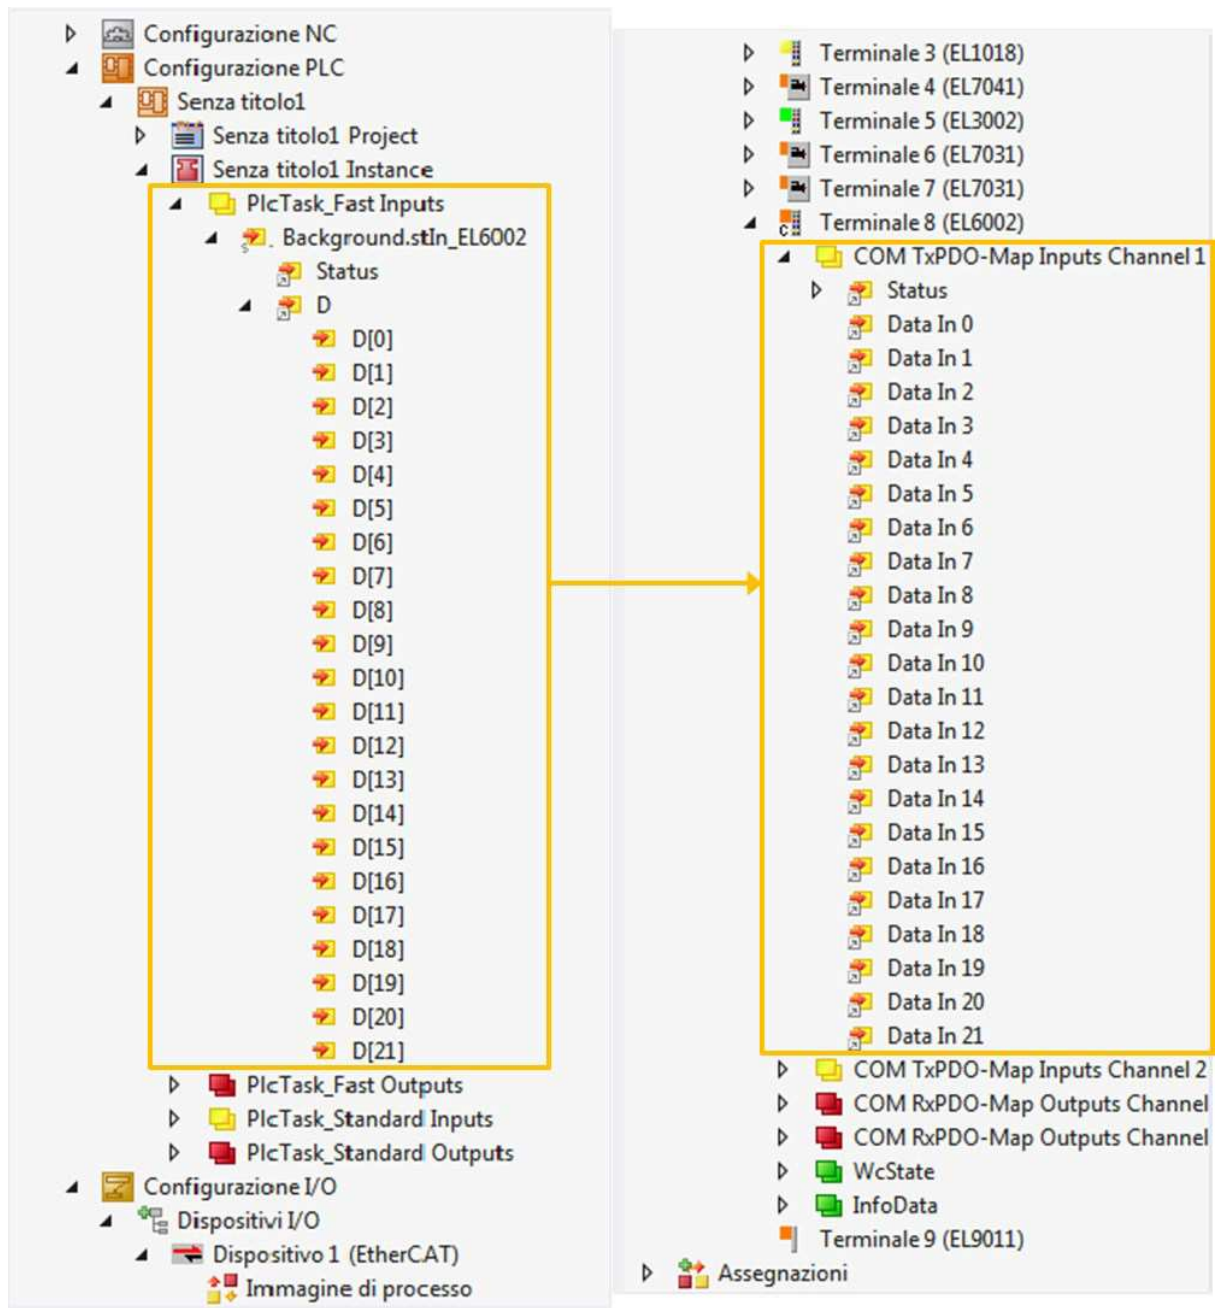 Configurazione NC
Configurazione PLC
Senza titolo1
Senza titolo1 Project
Senza titolo1 Instance
PlcTask_Fast Inputs
Background.stIn_EL6002
Status
D
D[0]
D[1]
D[2]
D[3]
D[4]
D[5]
D[6]
D[7]
D[8]
D[9]
D[10]
D[11]
D[12]
D[13]
D[14]
D[15]
D[16]
D[17]
D[18]
D[19]
D[20]
D[21]
PlcTask_Fast Outputs
PlcTask_Standard Inputs
PlcTask_Standard Outputs
Configurazione I/O
Dispositivi I/O
Dispositivo 1 (EtherCAT)
Immagine di processo
Terminale 3 (EL1018)
Terminale 4 (EL7041)
Terminale 5 (EL3002)
Terminale 6 (EL7031)
Terminale 7 (EL7031)
Terminale 8 (EL6002)
COM TxPDO-Map Inputs Channel 1
Status
Data In 0
Data In 1
Data In 2
Data In 3
Data In 4
Data In 5
Data In 6
Data In 7
Data In 8
Data In 9
Data In 10
Data In 11
Data In 12
Data In 13
Data In 14
Data In 15
Data In 16
Data In 17
Data In 18
Data In 19
Data In 20
Data In 21
COM TxPDO-Map Inputs Channel 2
COM RxPDO-Map Outputs Channel
COM RxPDO-Map Outputs Channel
WcState
InfoData
Terminale 9 (EL9011)
Assegnazioni